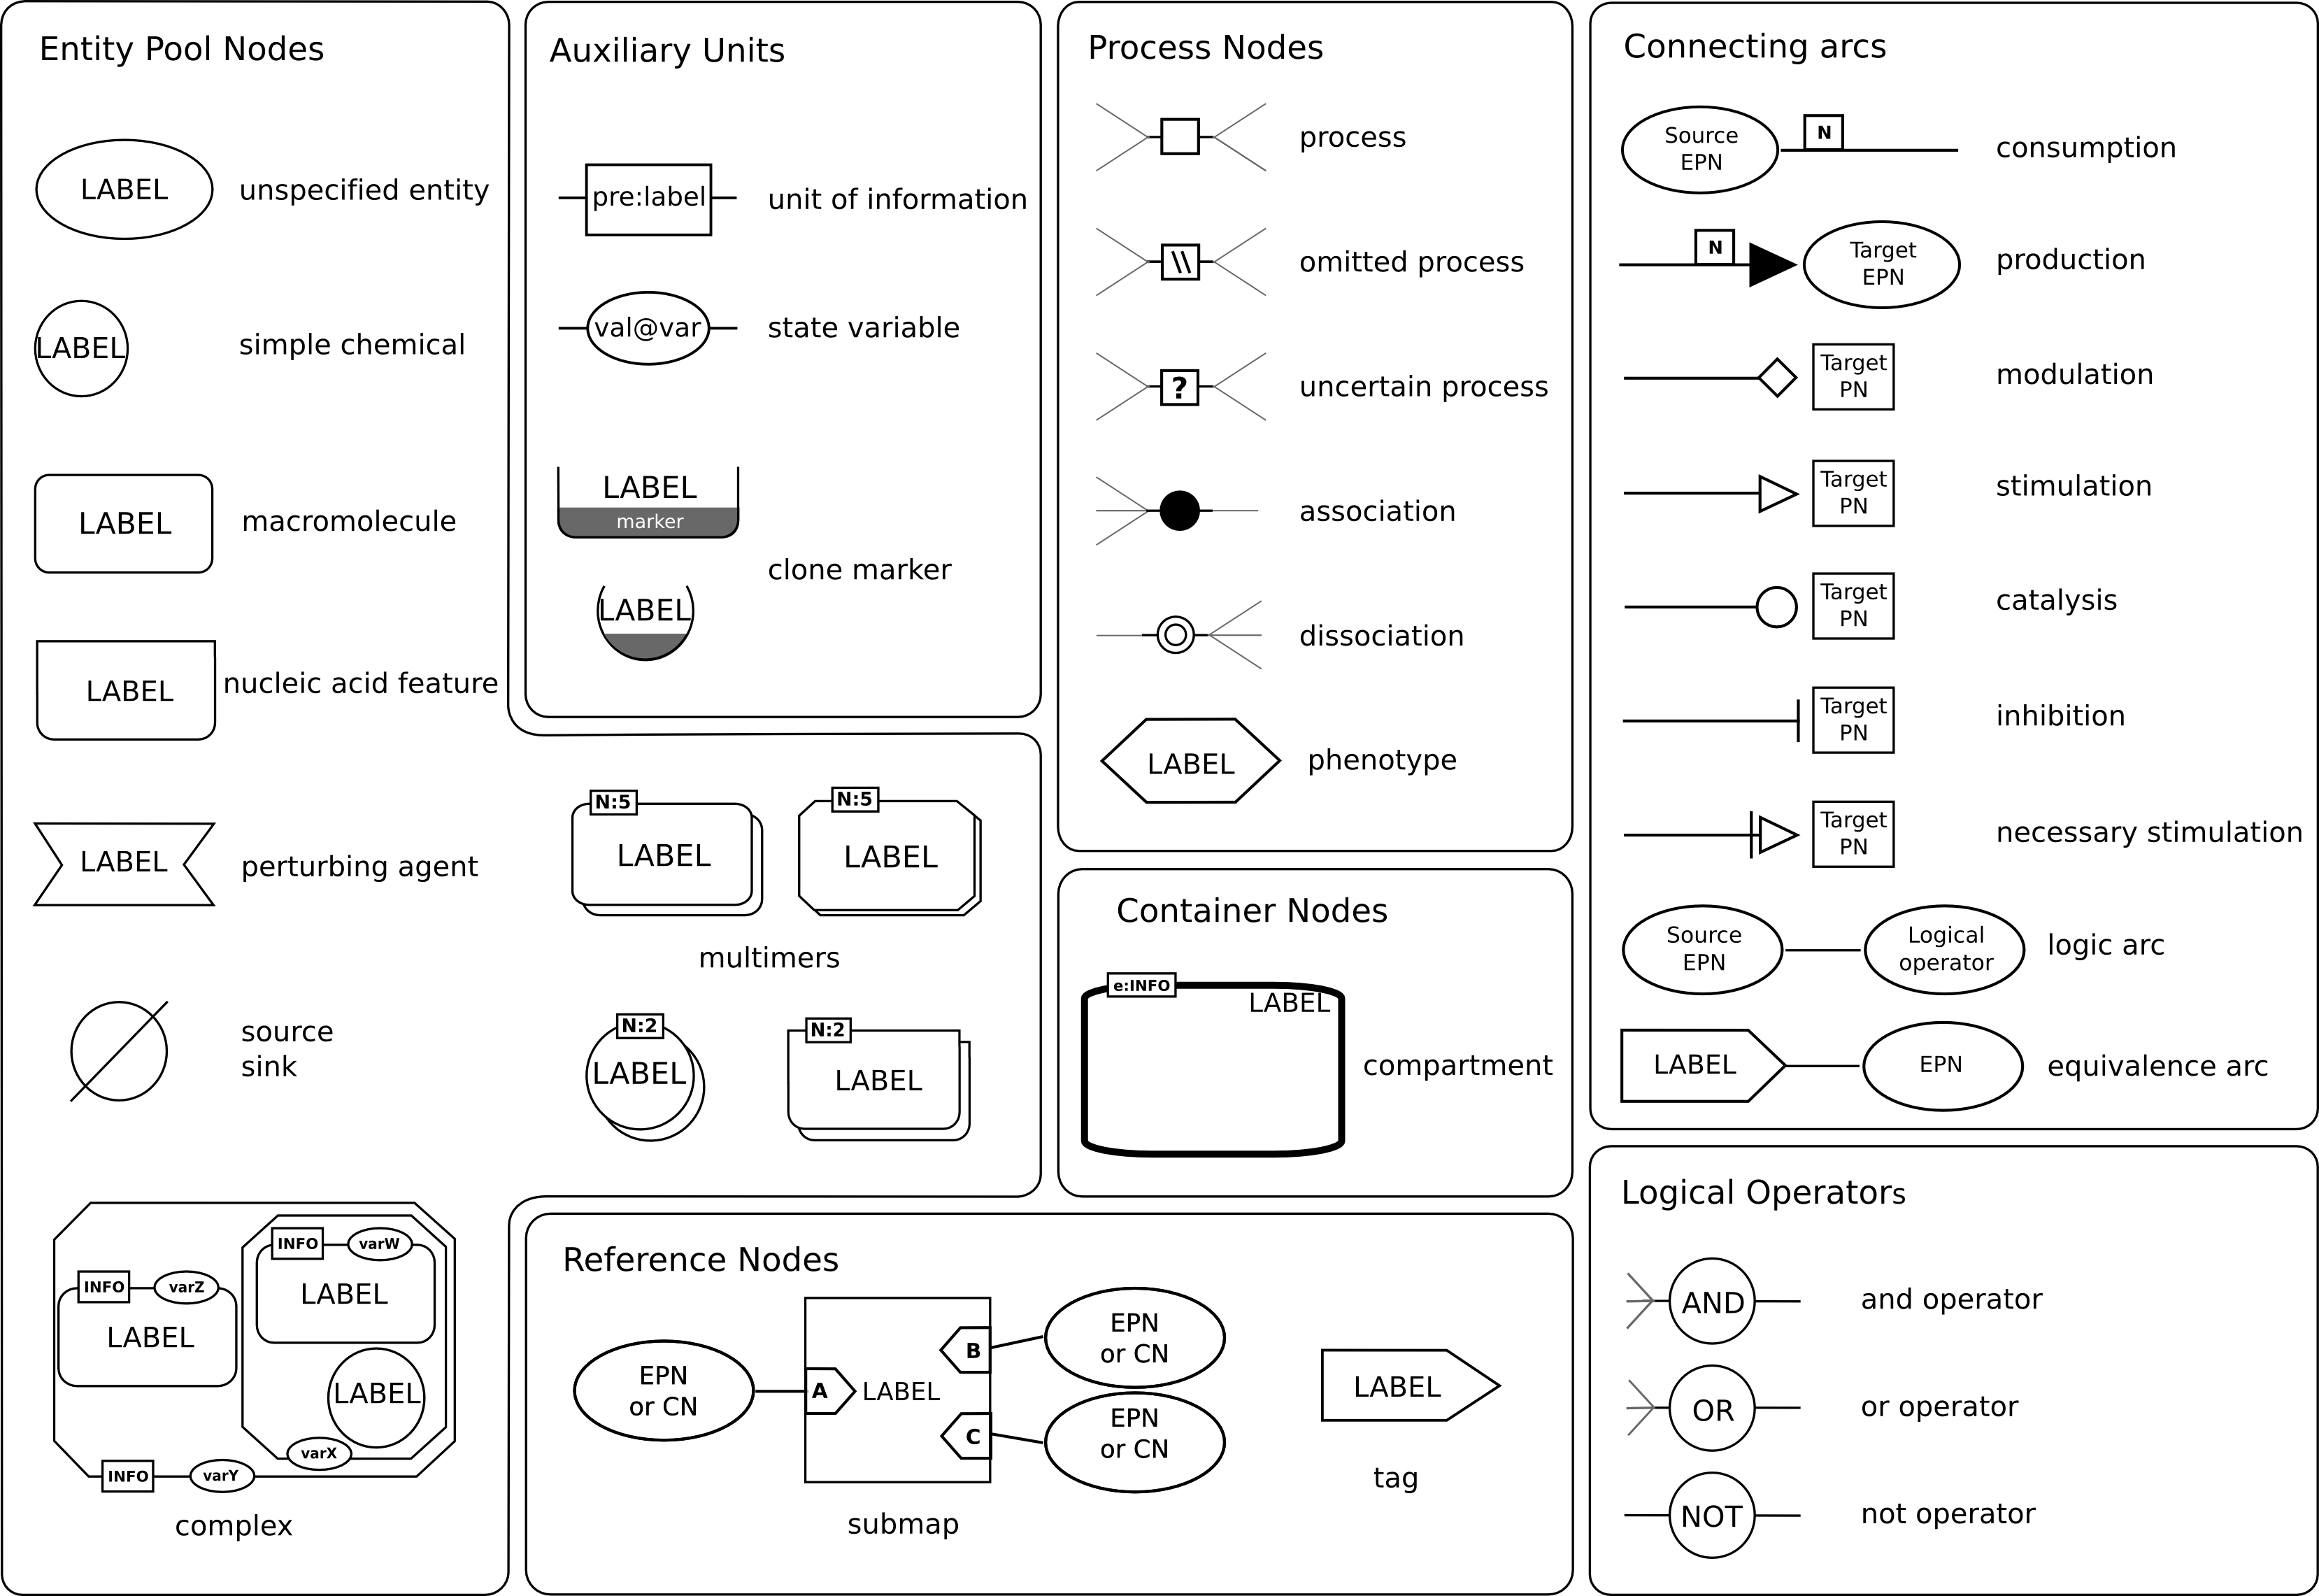 Entity Pool Nodes
LABEL
unspecified entity
LABEL
simple chemical
LABEL
macromolecule
LABEL
nucleic acid feature
LABEL
perturbing agent
source
sink
INFO
varZ
LABEL
INFO
varW
LABEL
LABEL
varX
INFO
varY
complex
N:5
LABEL
N:5
LABEL
multimers
N:2
LABEL
N:2
LABEL
Auxiliary Units
pre:label
unit of information
val@var
state variable
LABEL
marker
clone marker
LABEL
Process Nodes
process
omitted process
?
uncertain process
association
dissociation
LABEL
phenotype
Container Nodes
e:INFO
LABEL
compartment
Reference Nodes
EPN
or CN
A
LABEL
B
C
EPN
or CN
EPN
or CN
submap
LABEL
tag
Connecting arcs
Source
EPN
N
consumption
N
Target
EPN
production
Target
PN
modulation
Target
PN
stimulation
Target
PN
catalysis
Target
PN
inhibition
Target
PN
necessary stimulation
Source
EPN
Logical
operator
logic arc
LABEL
EPN
equivalence arc
Logical Operators
AND
and operator
OR
or operator
NOT
not operator